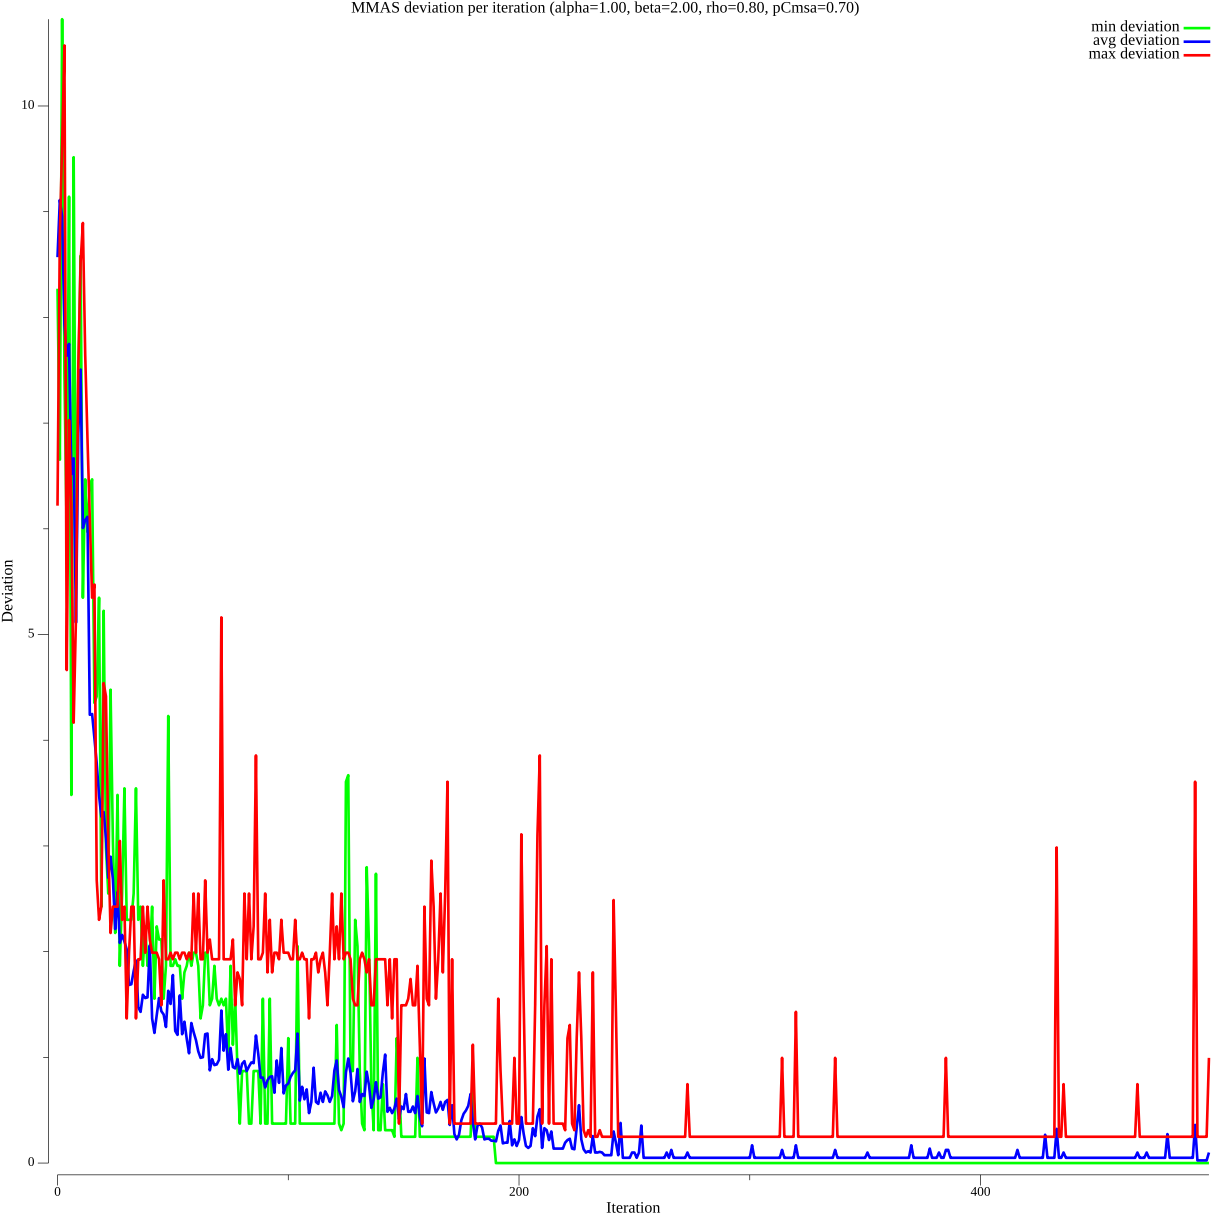 MMAS deviation per iteration (alpha=1.00, beta=2.00, rho=0.80, pCmsa=0.70)
min deviation
avg deviation
max deviation
10
5
0
Deviation
0
200
400
Iteration